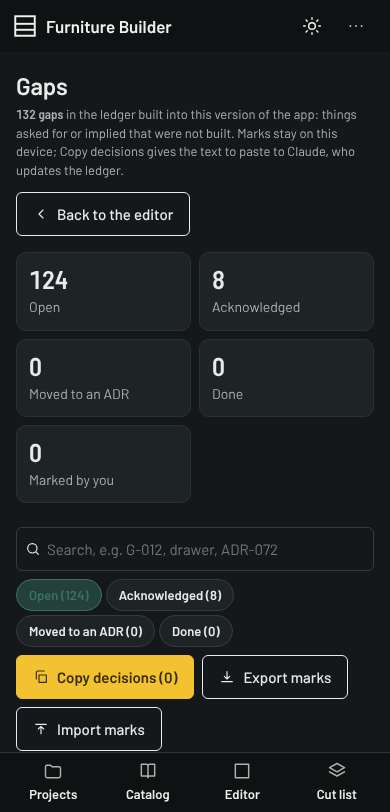 Furniture Builder
Gaps
132 gaps in the ledger built into this version of the app: things
asked for or implied that were not built. Marks stay on this
device; Copy decisions gives the text to paste to Claude, who
updates the ledger.
Back to the editor
124
Open
8
Acknowledged
0
Moved to an ADR
0
Done
0
Marked by you
Search, e.g. G-012, drawer, ADR-072
Open (124)
Acknowledged (8)
Moved to an ADR (0)
Done (0)
Copy decisions (0)
Export marks
Import marks
Projects
Catalog
Editor
Cut list